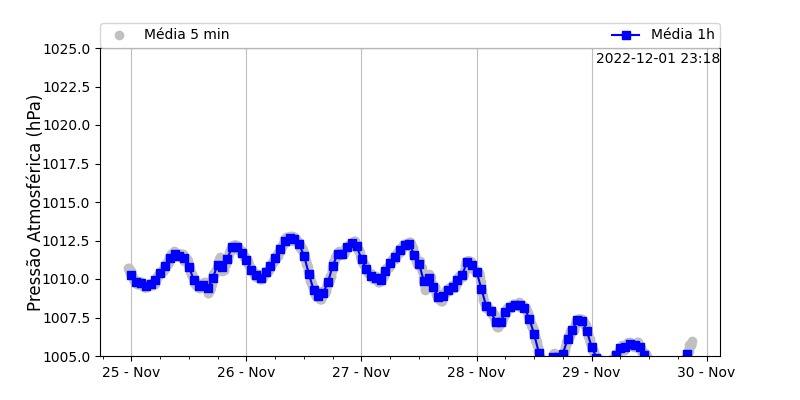 Média 5 min
Média 1h
2022-12-01 23:18
Pressão Atmosférica (hPa)
1025.0
1022.5
1020.0
1017.5
1015.0
1012.5
1010.0
1007.5
1005.0
25 - Nov
26 - Nov
27 - Nov
28 - Nov
29 - Nov
30 - Nov